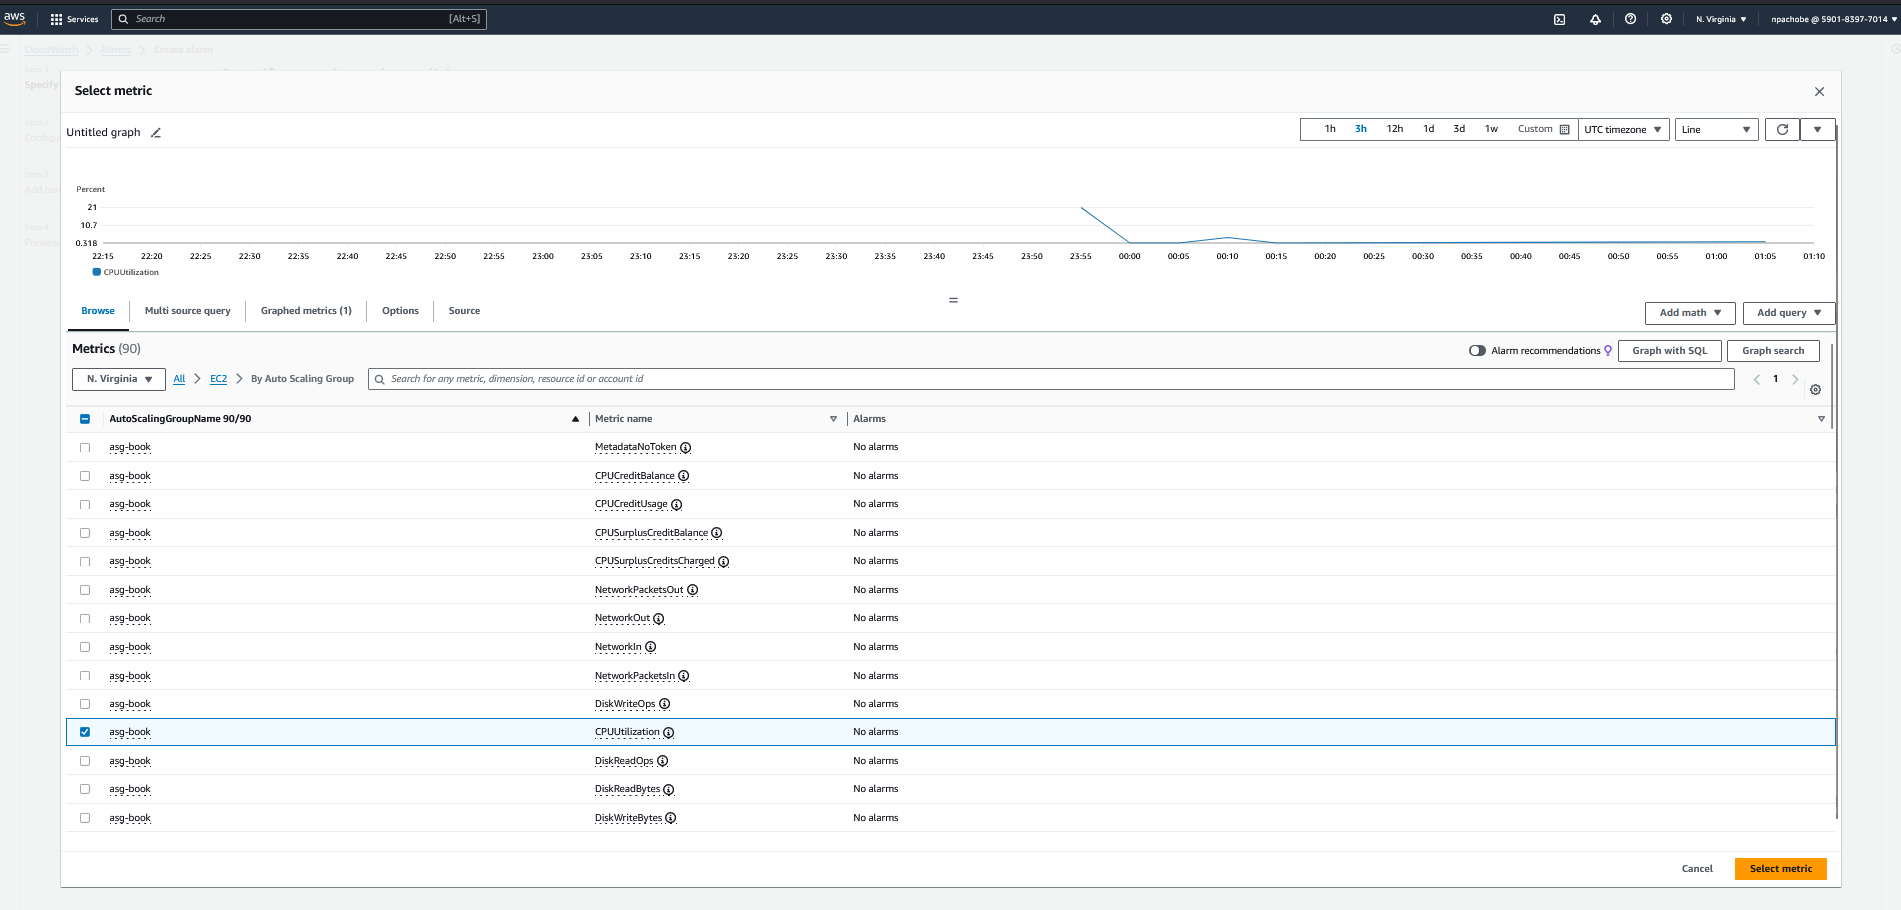 aws Services Search [Alt+S] N. Virginia npachobe @ 5901-8397-7014
CloudWatch Alarms Create alarm
Step 1
Specify
Step 2
Step 3
Step 4
Preview
Select metric
Untitled graph
1h 3h 12h 1d 3d 1w Custom UTC timezone Line
Percent
21
10.7
0.318
22:15 22:20 22:25 22:30 22:35 22:40 22:45 22:50 22:55 23:00 23:05 23:10 23:15 23:20 23:25 23:30 23:35 23:40 23:45 23:50 23:55 00:00 00:05 00:10 00:15 00:20 00:25 00:30 00:35 00:40 00:45 00:50 00:55 01:00 01:05 01:10
CPUUtilization
Browse Multi source query Graphed metrics (1) Options Source Add math Add query
Metrics (90) Alarm recommendations Graph with SQL Graph search
N. Virginia All EC2 By Auto Scaling Group Search for any metric, dimension, resource id or account id 1
AutoScalingGroupName 90/90 Metric name Alarms
asg-book MetadataNoToken No alarms
asg-book CPUCreditBalance No alarms
asg-book CPUCreditUsage No alarms
asg-book CPUSurplusCreditBalance No alarms
asg-book CPUSurplusCreditsCharged No alarms
asg-book NetworkPacketsOut No alarms
asg-book NetworkOut No alarms
asg-book NetworkIn No alarms
asg-book NetworkPacketsIn No alarms
asg-book DiskWriteOps No alarms
asg-book CPUUtilization No alarms
asg-book DiskReadOps No alarms
asg-book DiskReadBytes No alarms
asg-book DiskWriteBytes No alarms
Cancel Select metric